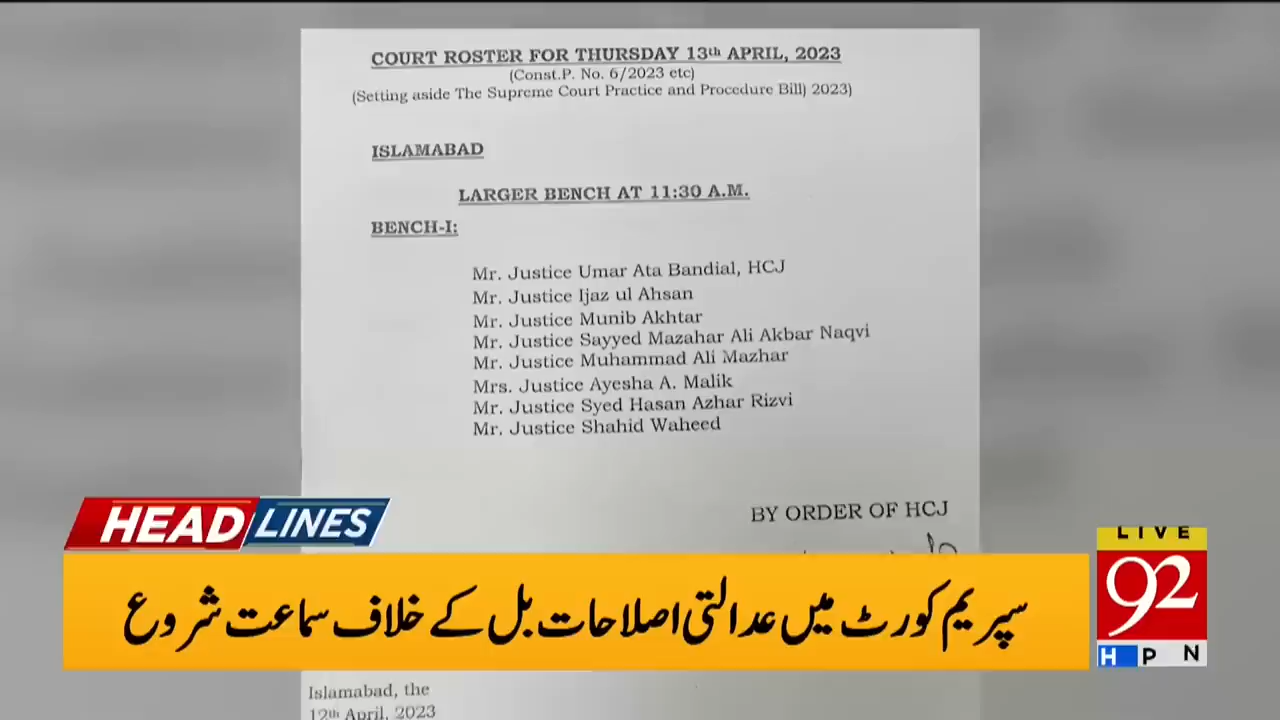 COURT ROSTER FOR THURSDAY 13th APRIL, 2023
(Const.P. No. 6/2023 etc)
(Setting aside The Supreme Court Practice and Procedure Bill) 2023)
ISLAMABAD
LARGER BENCH AT 11:30 A.M.
BENCH-I:
Mr. Justice Umar Ata Bandial, HCJ
Mr. Justice Ijaz ul Ahsan
Mr. Justice Munib Akhtar
Mr. Justice Sayyed Mazahar Ali Akbar Naqvi
Mr. Justice Muhammad Ali Mazhar
Mrs. Justice Ayesha A. Malik
Mr. Justice Syed Hasan Azhar Rizvi
Mr. Justice Shahid Waheed
BY ORDER OF HCJ
HEADLINES
سپریم کورٹ میں عدالتی اصلاحات بل کے خلاف سماعت شروع
LIVE
92
H P N
Islamabad, the
12th April, 2023